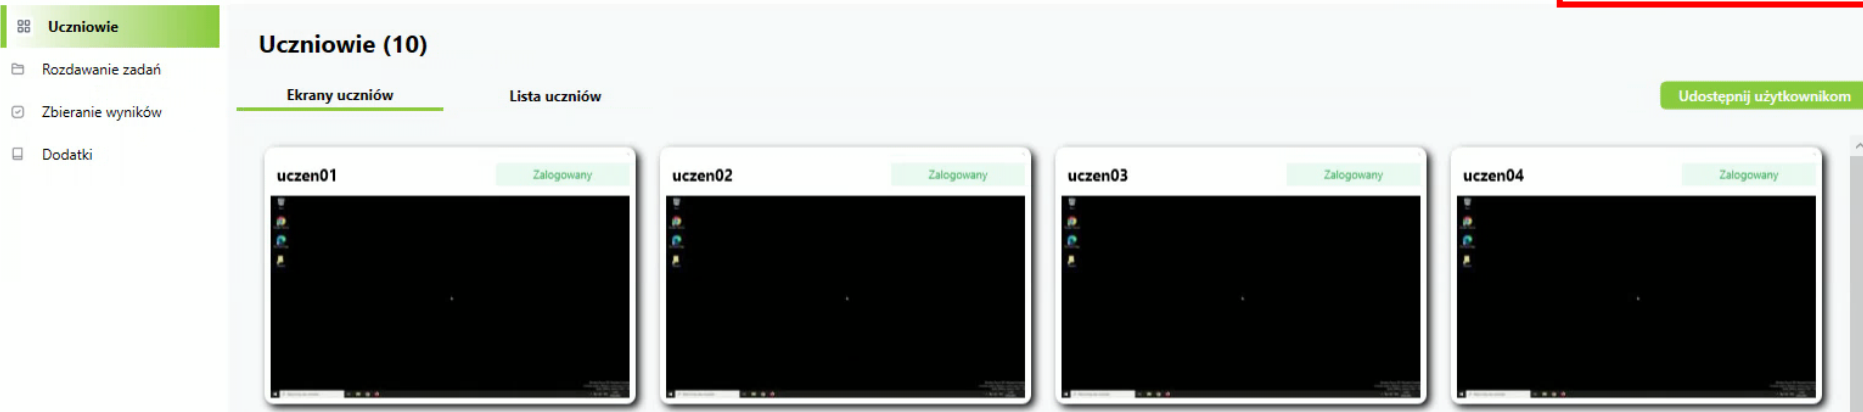 Uczniowie
Rozdawanie zadań
Zbieranie wyników
Dodatki
Uczniowie (10)
Ekrany uczniów
Lista uczniów
Udostępnij użytkownikom
uczen01
Zalogowany
uczen02
Zalogowany
uczen03
Zalogowany
uczen04
Zalogowany